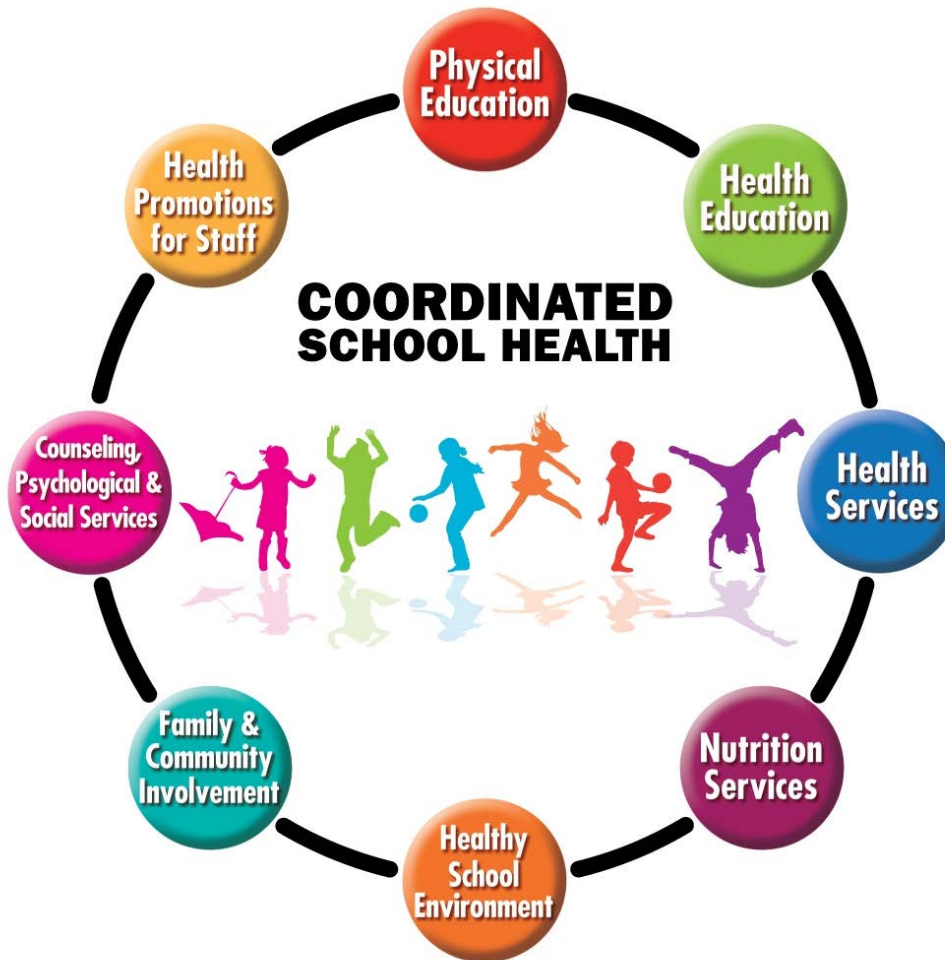 Physical
Education
Health
Education
Health
Services
Nutrition
Services
Healthy
School
Environment
Family &
Community
Involvement
Counseling,
Psychological &
Social Services
Health
Promotions
for Staff
COORDINATED
SCHOOL HEALTH